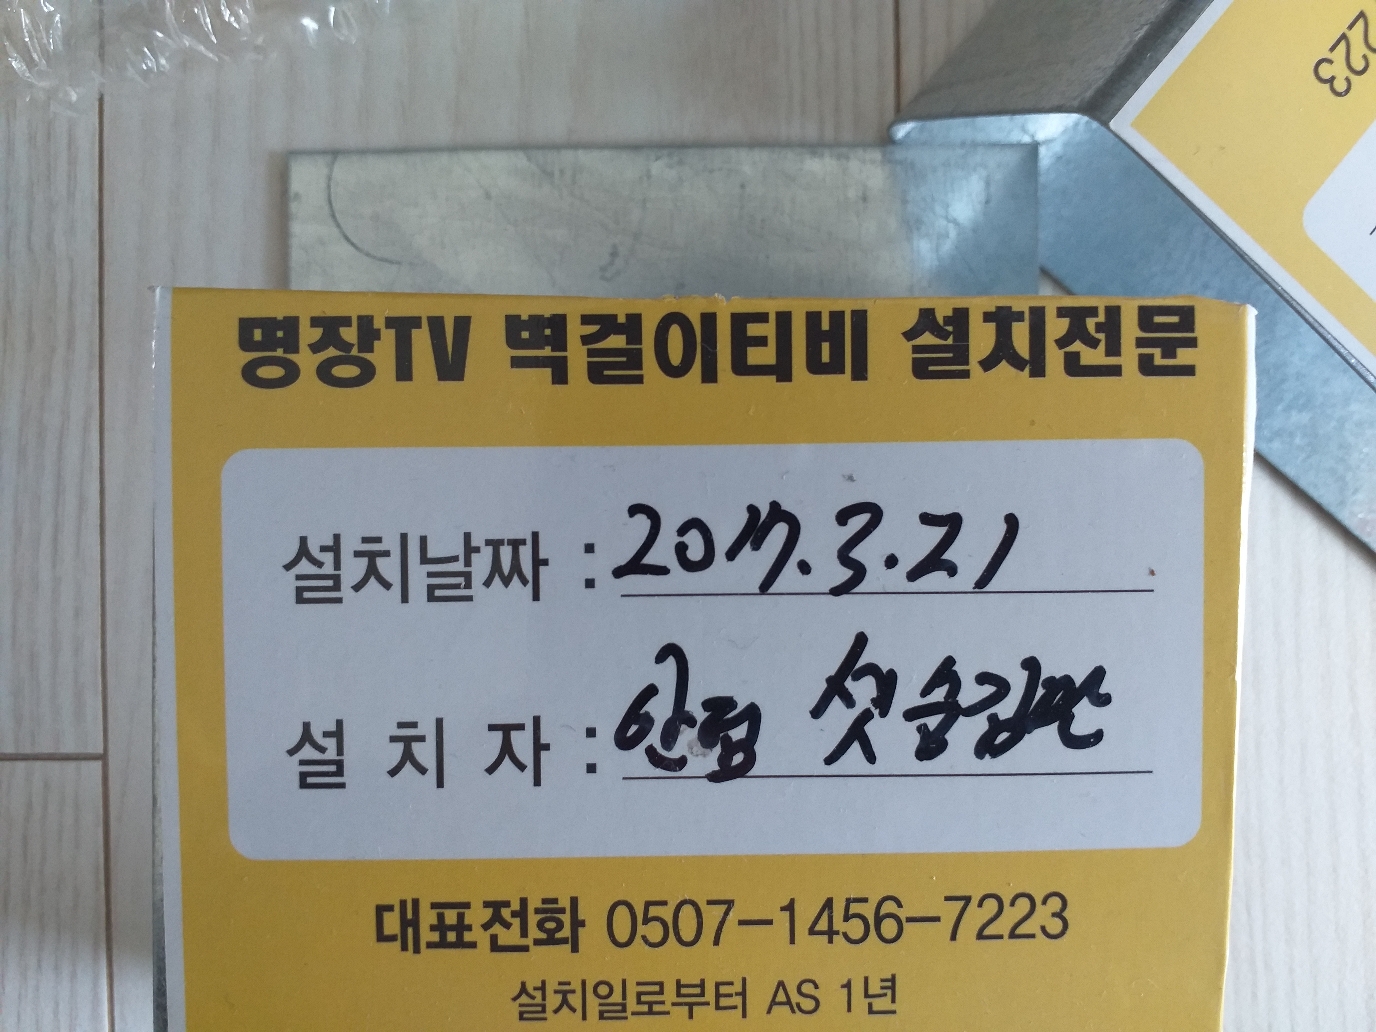 223
명장TV 벽걸이티비 설치전문
설치날짜 : 2017.3.21
설 치 자 :
대표전화 0507-1456-7223
설치일로부터 AS 1년